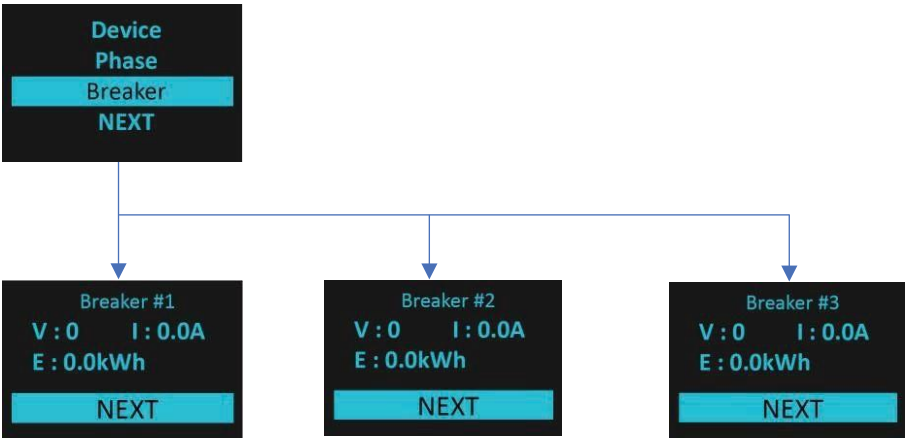 Device
Phase
Breaker
NEXT
Breaker #1
V : 0 I : 0.0A
E : 0.0kWh
NEXT
Breaker #2
V : 0 I : 0.0A
E : 0.0kWh
NEXT
Breaker #3
V : 0 I : 0.0A
E : 0.0kWh
NEXT